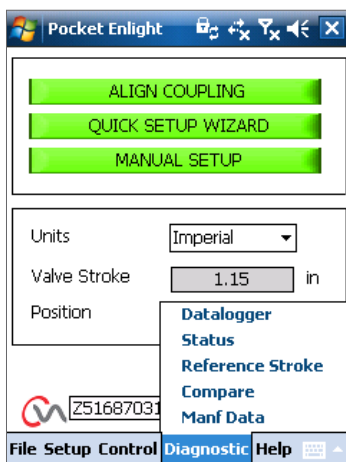 Pocket Enlight
ALIGN COUPLING
QUICK SETUP WIZARD
MANUAL SETUP
Units Imperial
Valve Stroke 1.15 in
Position
Datalogger
Status
Reference Stroke
Compare
Manf Data
Z51687031
File Setup Control Diagnostic Help